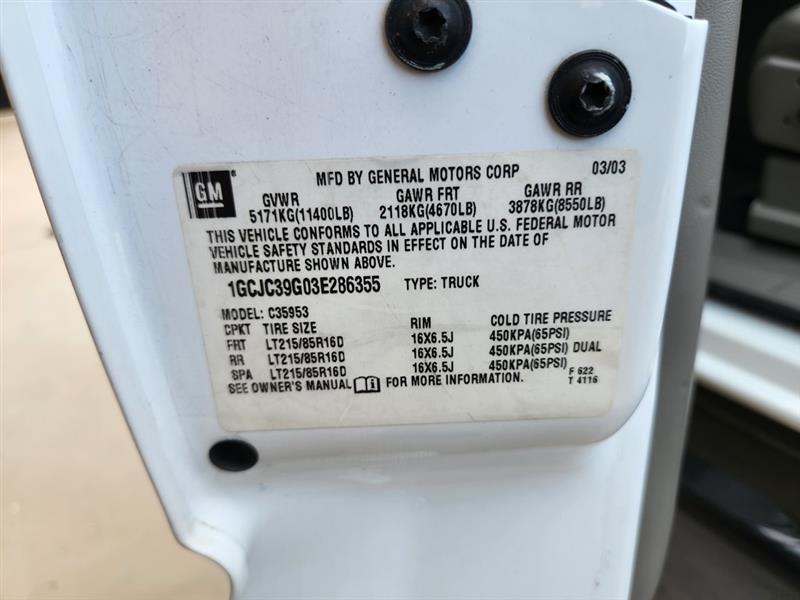 GM
MFD BY GENERAL MOTORS CORP 03/03
GVWR GAWR FRT GAWR RR
5171KG(11400LB) 2118KG(4670LB) 3878KG(8550LB)
THIS VEHICLE CONFORMS TO ALL APPLICABLE U.S. FEDERAL MOTOR
VEHICLE SAFETY STANDARDS IN EFFECT ON THE DATE OF
MANUFACTURE SHOWN ABOVE.
1GCJC39G03E286355 TYPE: TRUCK
MODEL: C35953
CPKT TIRE SIZE RIM COLD TIRE PRESSURE
FRT LT215/85R16D 16X6.5J 450KPA(65PSI)
RR LT215/85R16D 16X6.5J 450KPA(65PSI) DUAL
SPA LT215/85R16D 16X6.5J 450KPA(65PSI)
SEE OWNER'S MANUAL FOR MORE INFORMATION.
F 622
T 4116